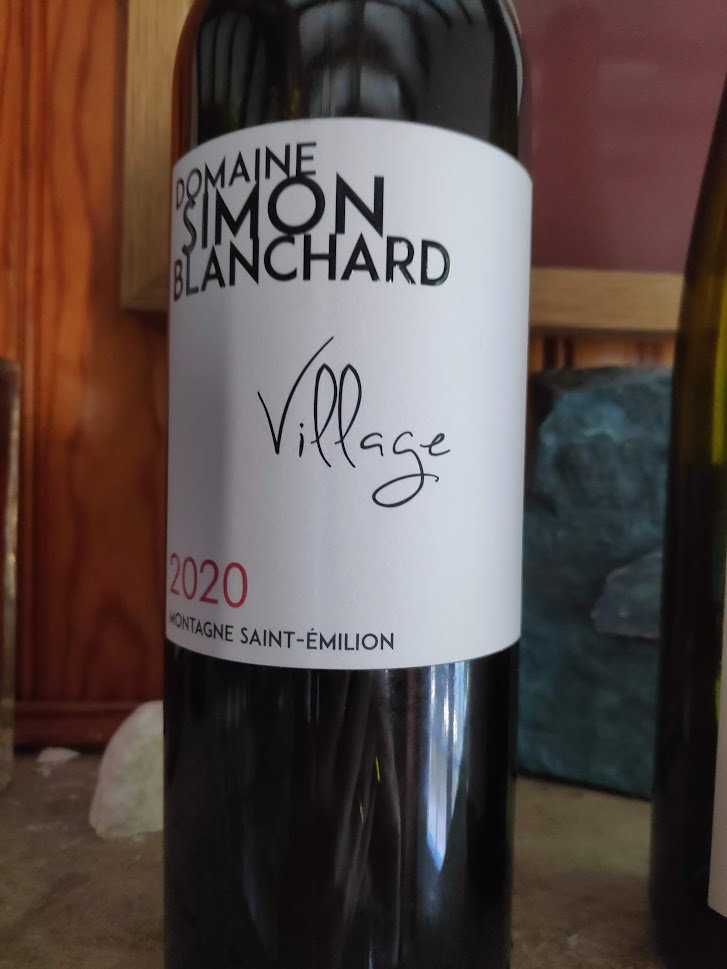 DOMAINE
SIMON
BLANCHARD
Village
2020
MONTAGNE SAINT-ÉMILION